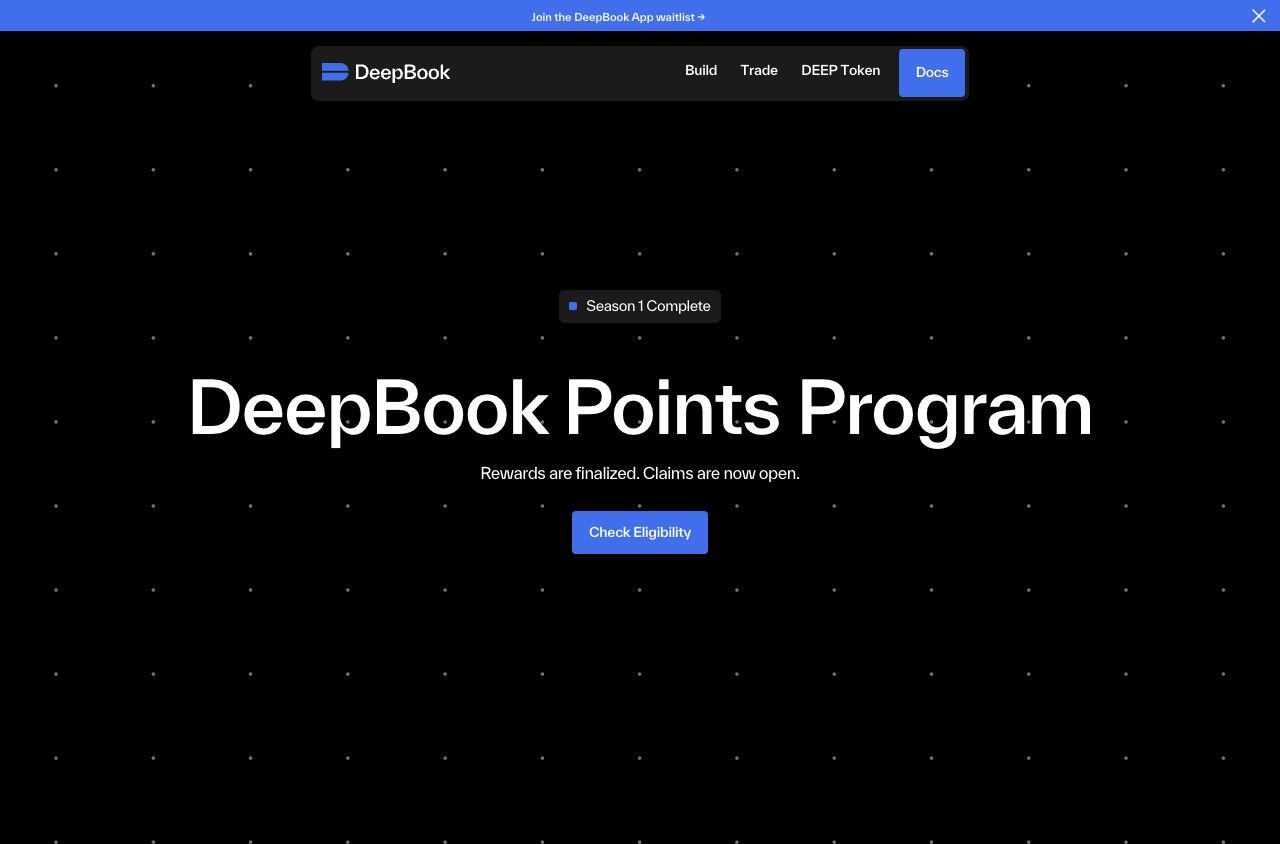 Join the DeepBook App waitlist →
DeepBook
Build
Trade
DEEP Token
Docs
Season 1 Complete
DeepBook Points Program
Rewards are finalized. Claims are now open.
Check Eligibility